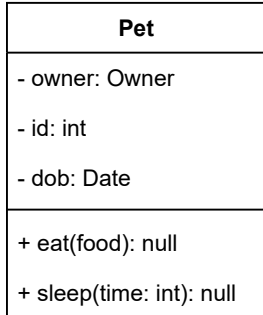 Pet
- owner: Owner
- id: int
- dob: Date
+ eat(food): null
+ sleep(time: int): null